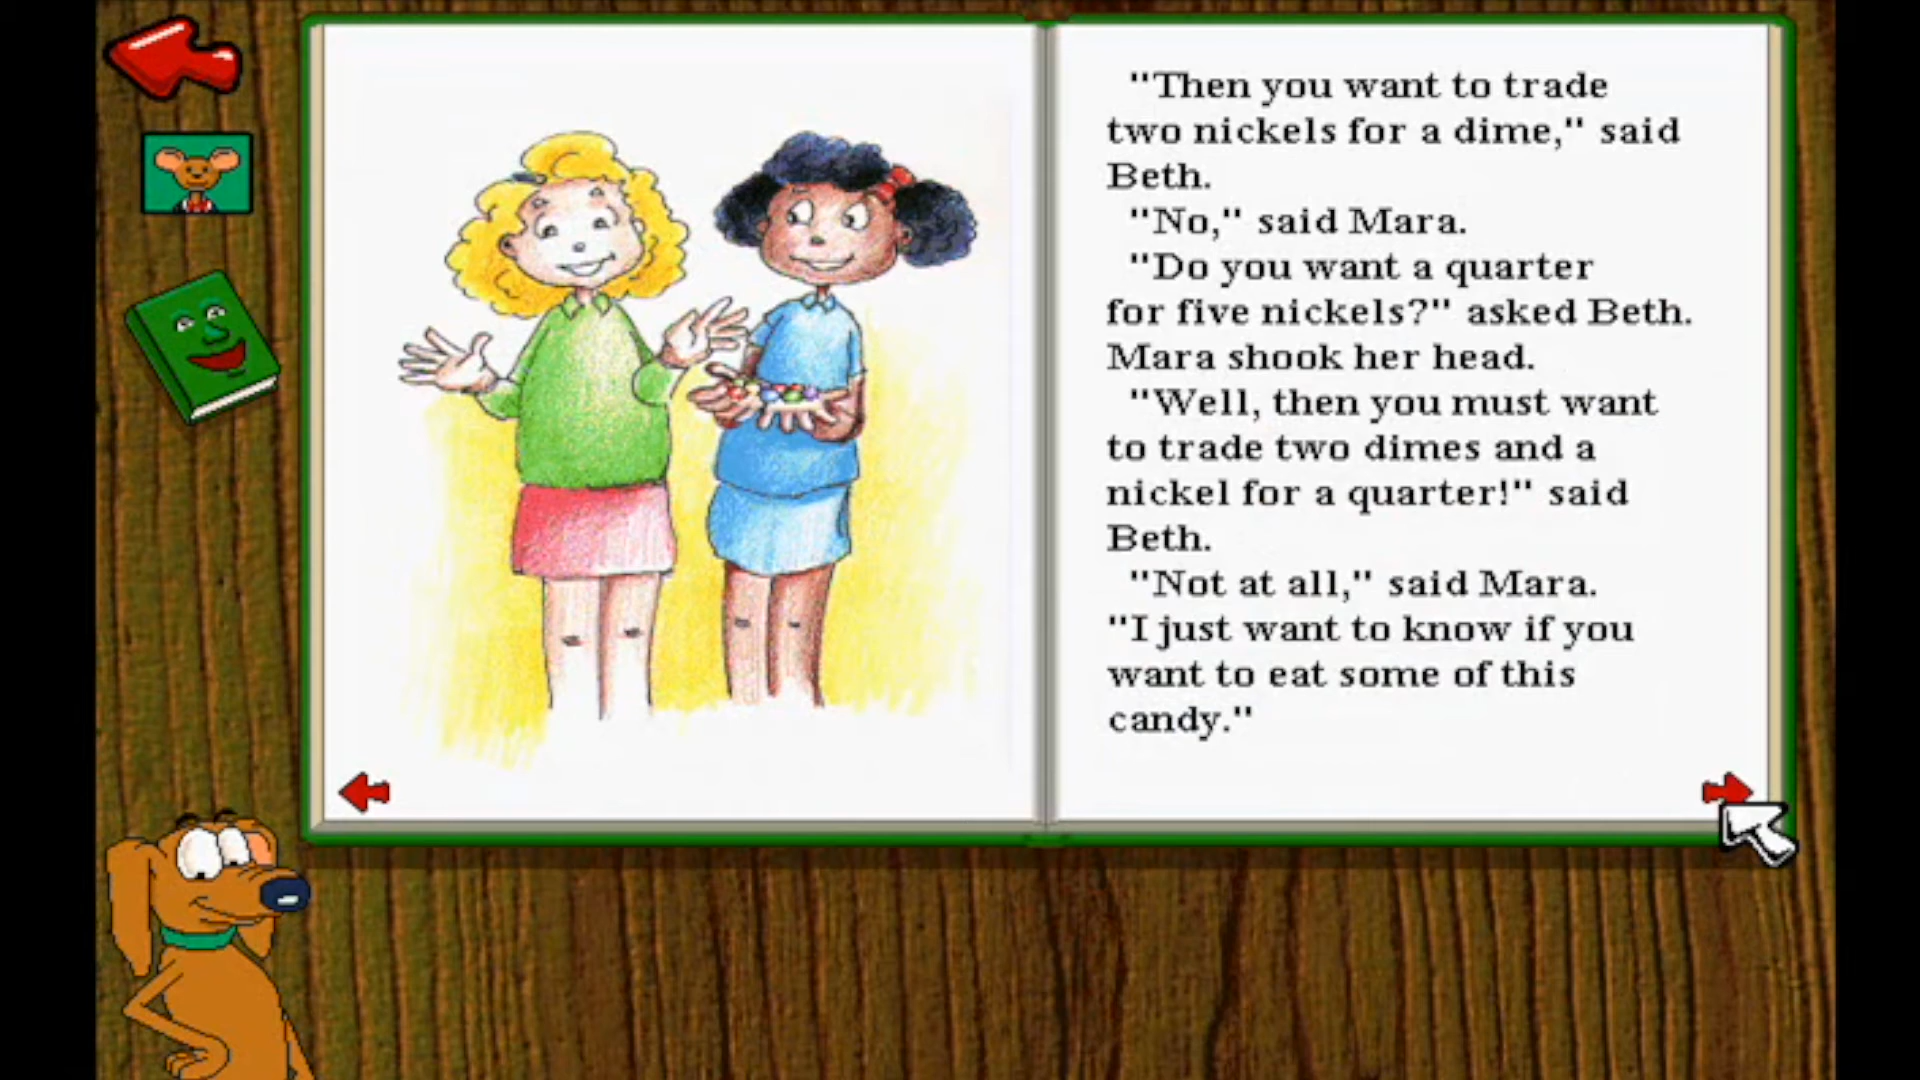 "Then you want to trade
two nickels for a dime," said
Beth.
"No," said Mara.
"Do you want a quarter
for five nickels?" asked Beth.
Mara shook her head.
"Well, then you must want
to trade two dimes and a
nickel for a quarter!" said
Beth.
"Not at all," said Mara.
"I just want to know if you
want to eat some of this
candy."